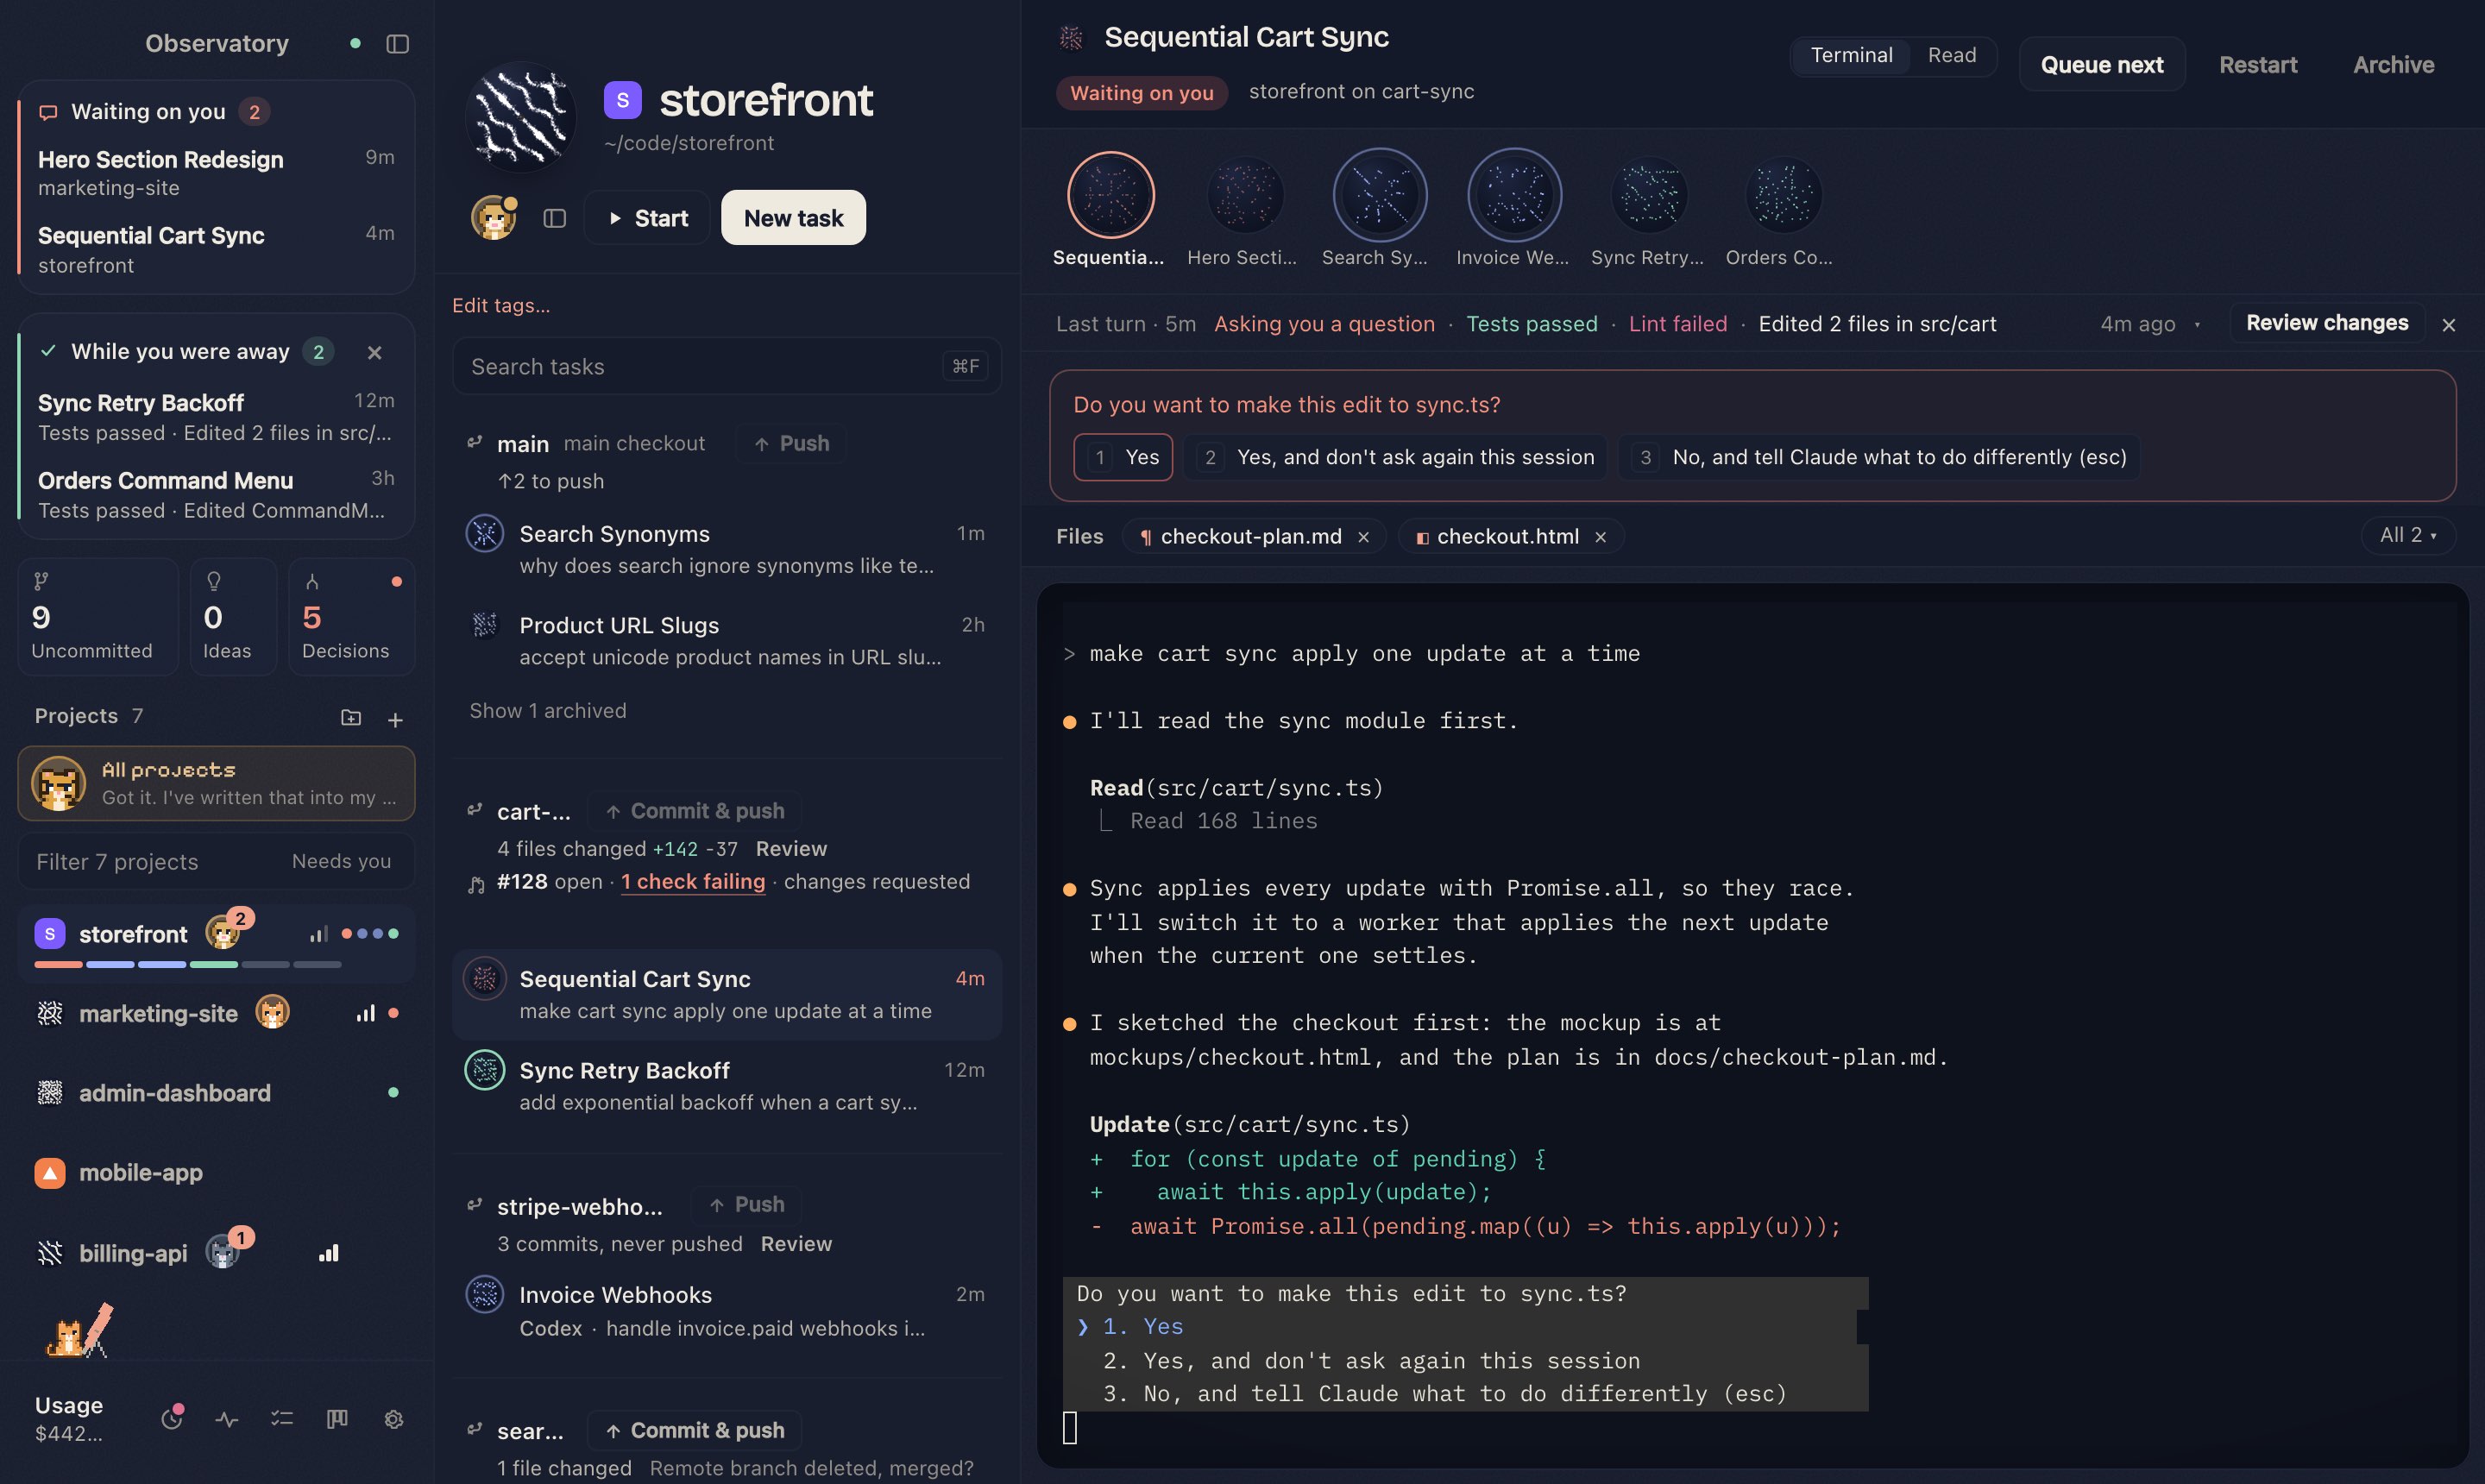 Observatory
Waiting on you 2
Hero Section Redesign 9m
marketing-site
Sequential Cart Sync 4m
storefront
While you were away 2 ×
Sync Retry Backoff 12m
Tests passed · Edited 2 files in src/...
Orders Command Menu 3h
Tests passed · Edited CommandM...
9
Uncommitted
0
Ideas
5
Decisions
Projects 7
All projects
Got it. I've written that into my ...
Filter 7 projects Needs you
S storefront 2
marketing-site
admin-dashboard
mobile-app
billing-api 1
Usage
$442...
S storefront
~/code/storefront
Start
New task
Edit tags...
Search tasks ⌘F
main main checkout ↑ Push
↑2 to push
Search Synonyms 1m
why does search ignore synonyms like te...
Product URL Slugs 2h
accept unicode product names in URL slu...
Show 1 archived
cart-... ↑ Commit & push
4 files changed +142 -37 Review
#128 open · 1 check failing · changes requested
Sequential Cart Sync 4m
make cart sync apply one update at a time
Sync Retry Backoff 12m
add exponential backoff when a cart sy...
stripe-webho... ↑ Push
3 commits, never pushed Review
Invoice Webhooks 2m
Codex · handle invoice.paid webhooks i...
sear... ↑ Commit & push
1 file changed Remote branch deleted, merged?
Sequential Cart Sync
Waiting on you storefront on cart-sync
Terminal Read
Queue next
Restart
Archive
Sequentia... Hero Secti... Search Sy... Invoice We... Sync Retry... Orders Co...
Last turn · 5m Asking you a question · Tests passed · Lint failed · Edited 2 files in src/cart 4m ago · Review changes ×
Do you want to make this edit to sync.ts?
1 Yes 2 Yes, and don't ask again this session 3 No, and tell Claude what to do differently (esc)
Files ¶ checkout-plan.md × checkout.html × All 2
> make cart sync apply one update at a time
I'll read the sync module first.
Read(src/cart/sync.ts)
⎿ Read 168 lines
Sync applies every update with Promise.all, so they race.
I'll switch it to a worker that applies the next update
when the current one settles.
I sketched the checkout first: the mockup is at
mockups/checkout.html, and the plan is in docs/checkout-plan.md.
Update(src/cart/sync.ts)
+ for (const update of pending) {
+ await this.apply(update);
- await Promise.all(pending.map((u) => this.apply(u)));
Do you want to make this edit to sync.ts?
❯ 1. Yes
2. Yes, and don't ask again this session
3. No, and tell Claude what to do differently (esc)